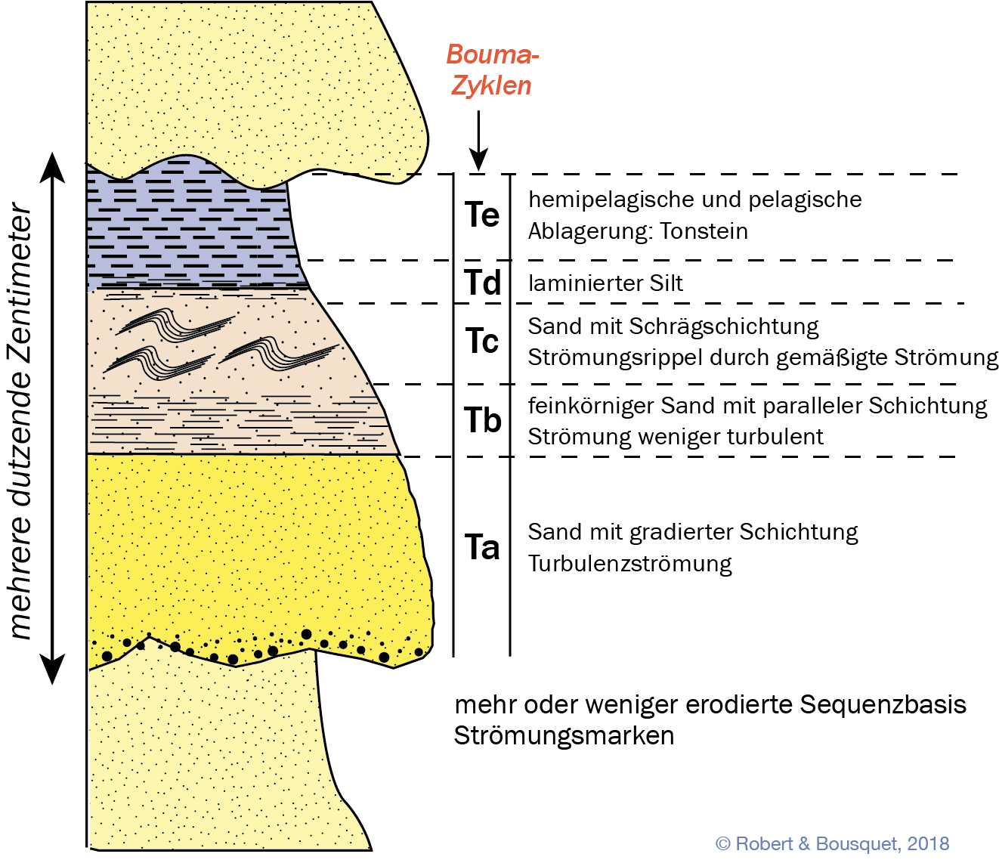 Bouma-
Zyklen
mehrere dutzende Zentimeter
Te
hemipelagische und pelagische
Ablagerung: Tonstein
Td
laminierter Silt
Tc
Sand mit Schrägschichtung
Strömungsrippel durch gemäßigte Strömung
Tb
feinkörniger Sand mit paralleler Schichtung
Strömung weniger turbulent
Ta
Sand mit gradierter Schichtung
Turbulenzströmung
mehr oder weniger erodierte Sequenzbasis
Strömungsmarken
© Robert & Bousquet, 2018